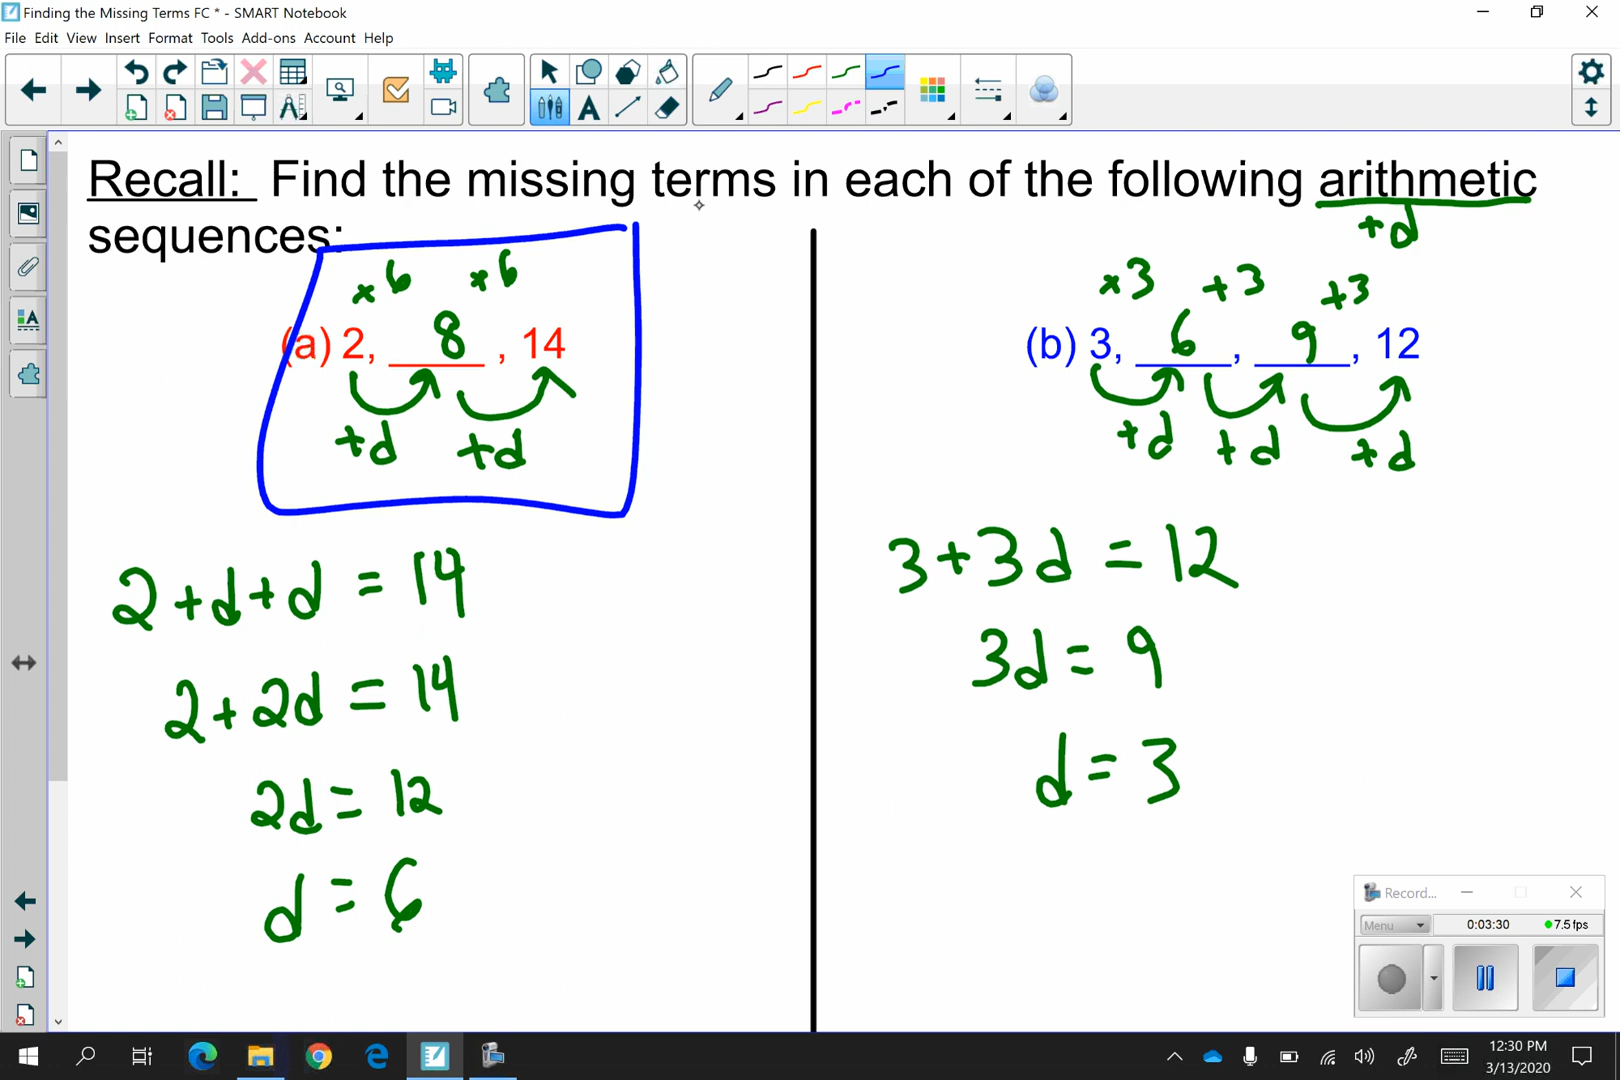 Finding the Missing Terms FC * - SMART Notebook
File Edit View Insert Format Tools Add-ons Account Help
Recall: Find the missing terms in each of the following arithmetic
sequences:
+d
+6 +6
(a) 2, 8, 14
+d +d
2+d+d = 14
2+2d = 14
2d = 12
d = 6
+3 +3 +3
(b) 3, 6, 9, 12
+d +d +d
3+3d = 12
3d = 9
d = 3
Record...
Menu 0:03:30 7.5 fps
12:30 PM
3/13/2020